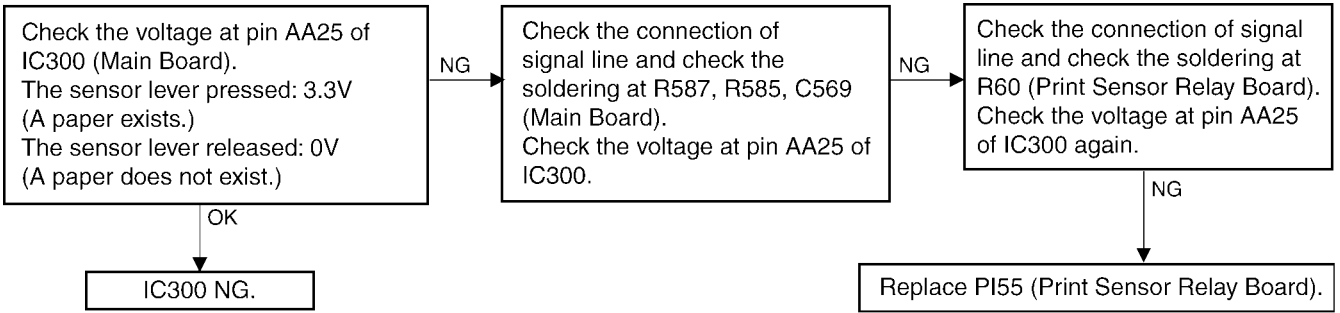 Check the voltage at pin AA25 of
IC300 (Main Board).
The sensor lever pressed: 3.3V
(A paper exists.)
The sensor lever released: 0V
(A paper does not exist.)
NG
Check the connection of
signal line and check the
soldering at R587, R585, C569
(Main Board).
Check the voltage at pin AA25 of
IC300.
NG
Check the connection of signal
line and check the soldering at
R60 (Print Sensor Relay Board).
Check the voltage at pin AA25
of IC300 again.
OK
NG
IC300 NG.
Replace PI55 (Print Sensor Relay Board).